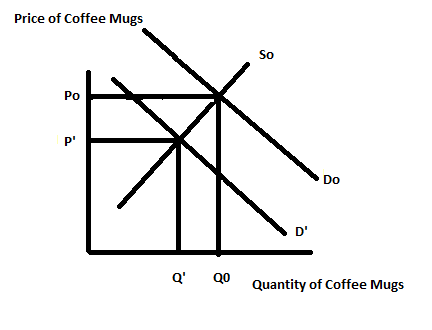 Price of Coffee Mugs
So
Po
P'
Do
D'
Q'
Q0
Quantity of Coffee Mugs